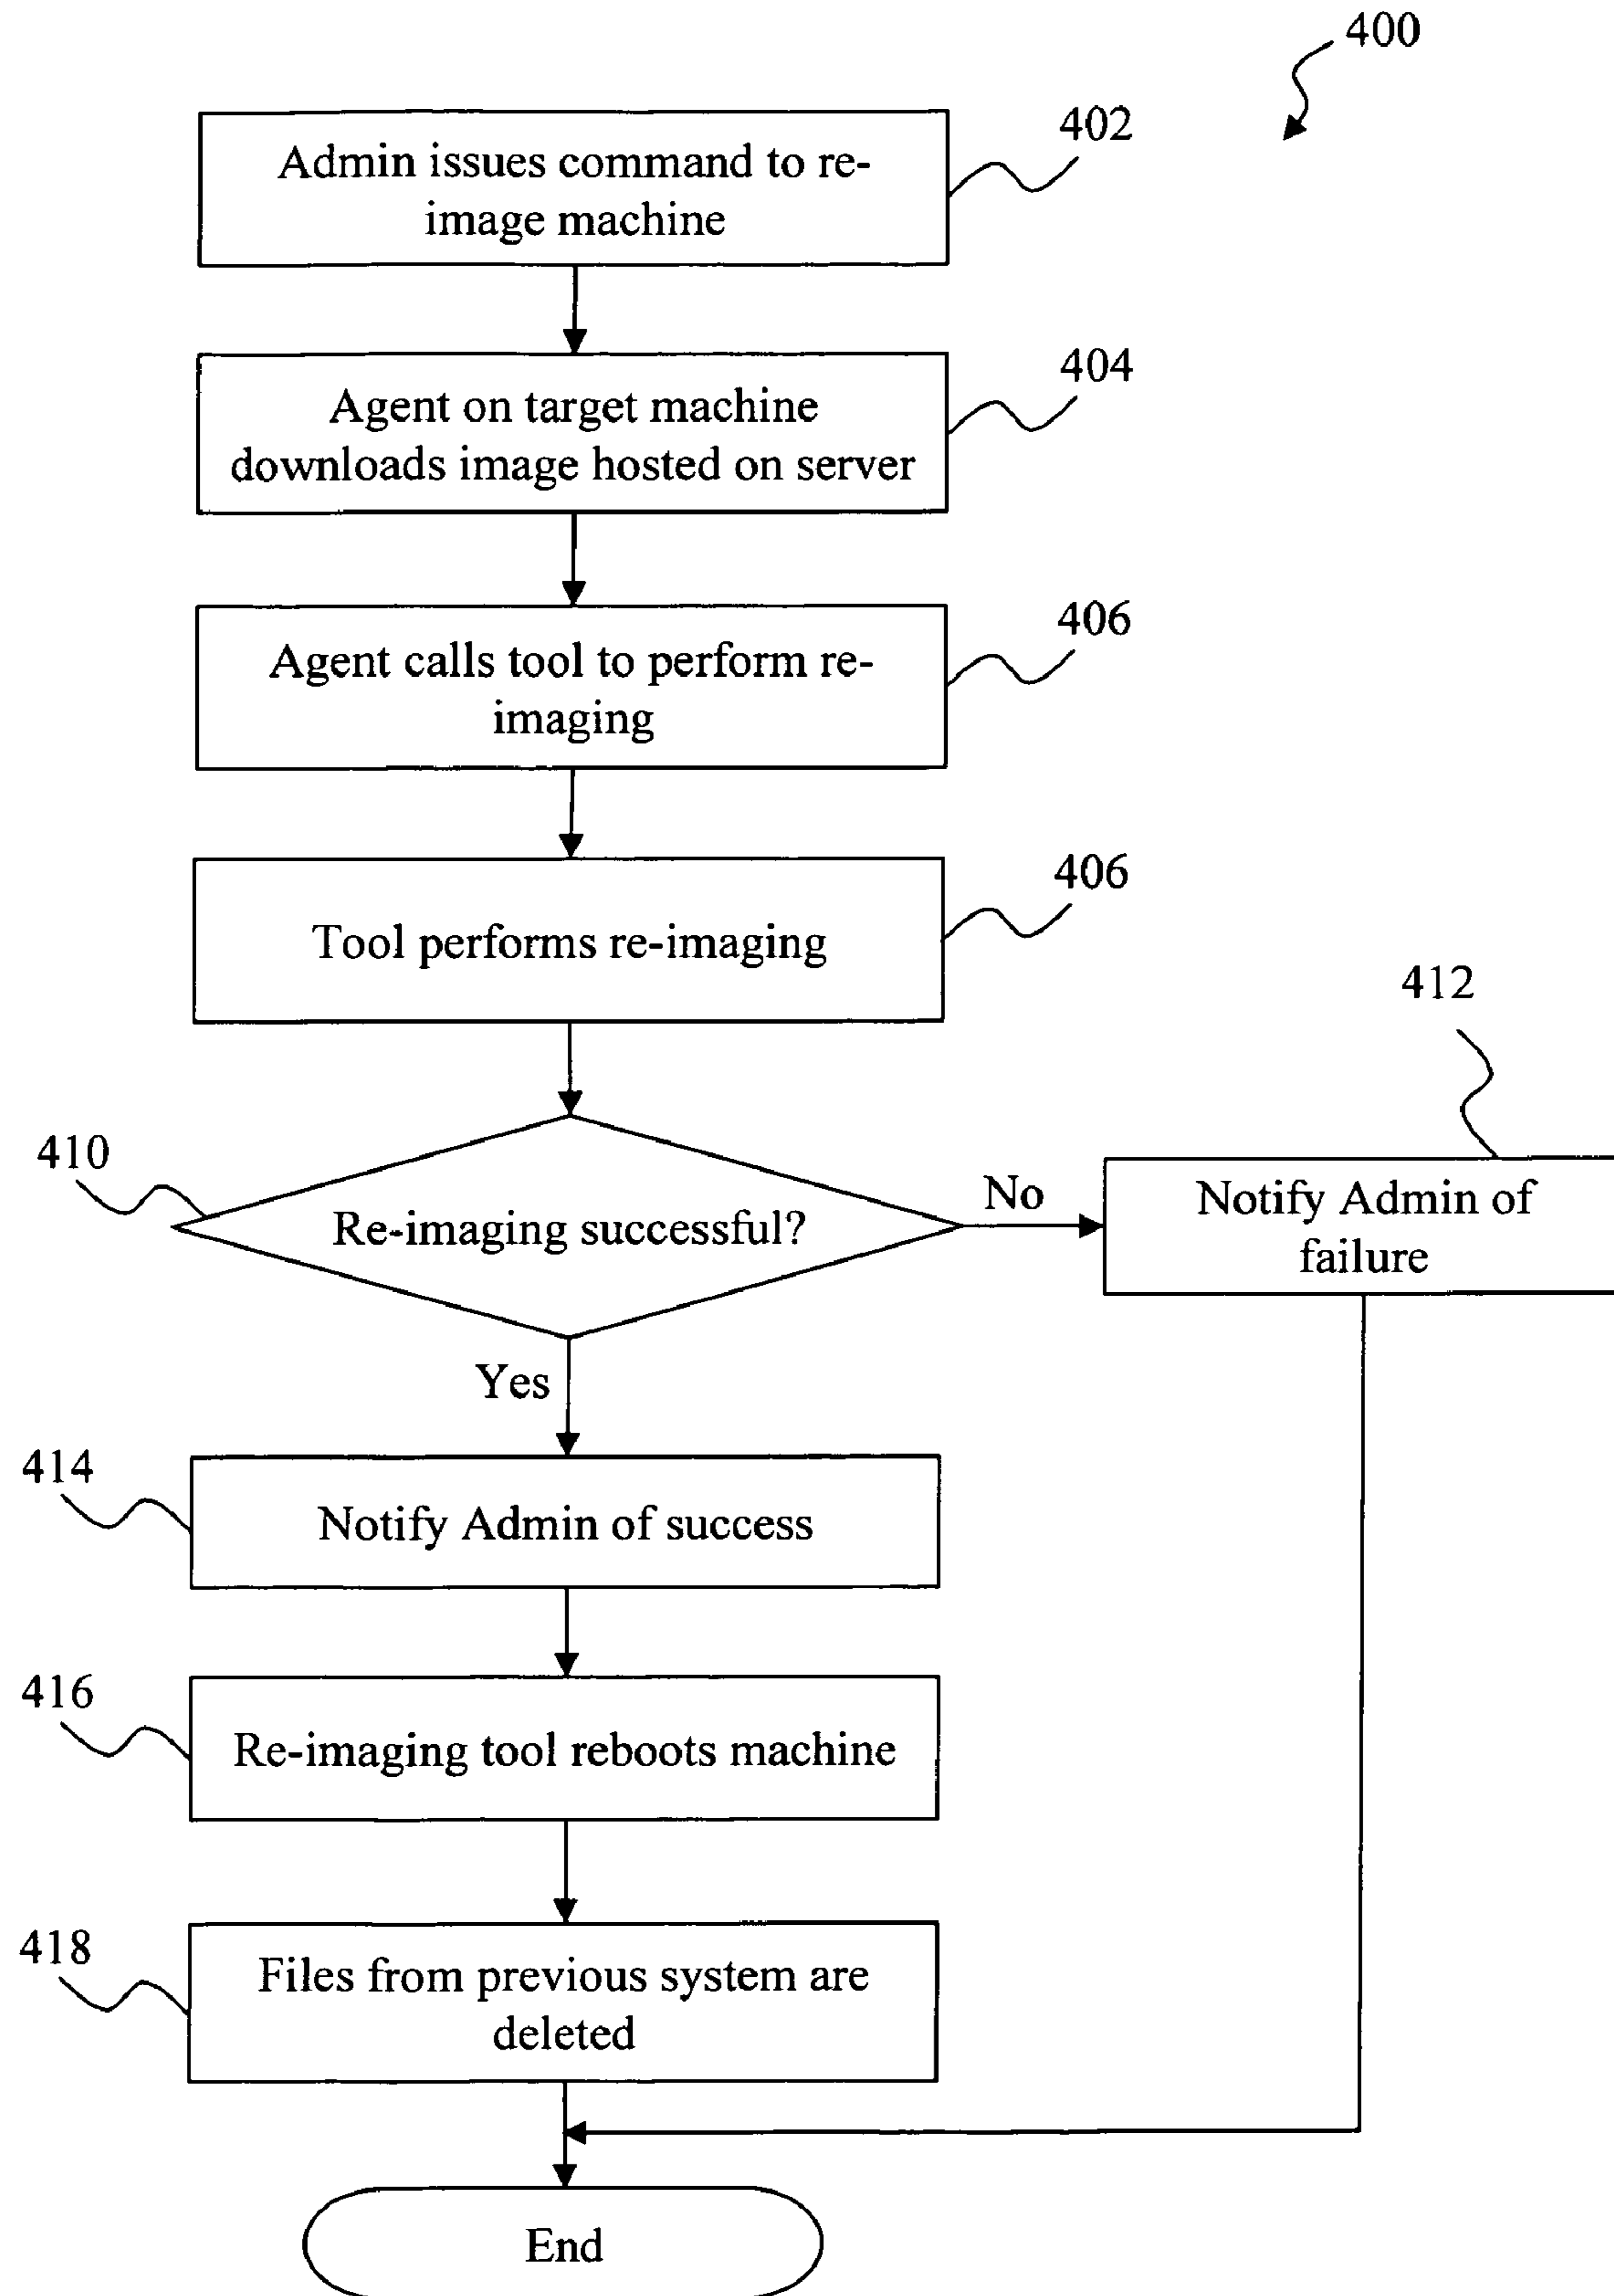 400
402
Admin issues command to re-
image machine
404
Agent on target machine
downloads image hosted on server
406
Agent calls tool to perform re-
imaging
406
Tool performs re-imaging
410
Re-imaging successful?
No
412
Notify Admin of
failure
Yes
414
Notify Admin of success
416
Re-imaging tool reboots machine
418
Files from previous system are
deleted
End